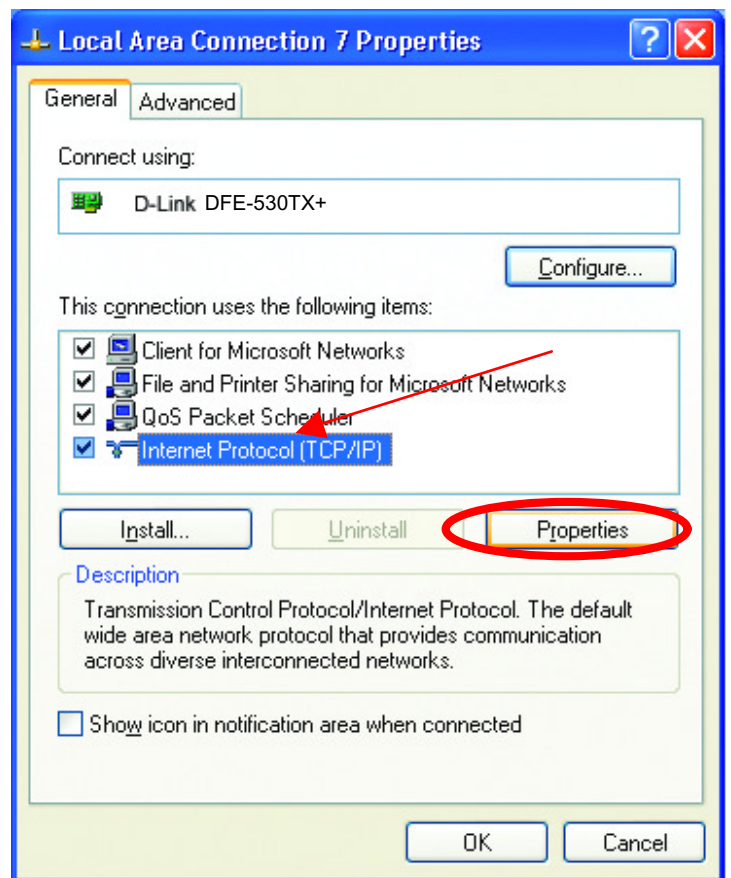 Local Area Connection 7 Properties
General
Advanced
Connect using:
D-Link DFE-530TX+
Configure...
This connection uses the following items:
Client for Microsoft Networks
File and Printer Sharing for Microsoft Networks
QoS Packet Scheduler
Internet Protocol (TCP/IP)
Install...
Uninstall
Properties
Description
Transmission Control Protocol/Internet Protocol. The default
wide area network protocol that provides communication
across diverse interconnected networks.
Show icon in notification area when connected
OK
Cancel